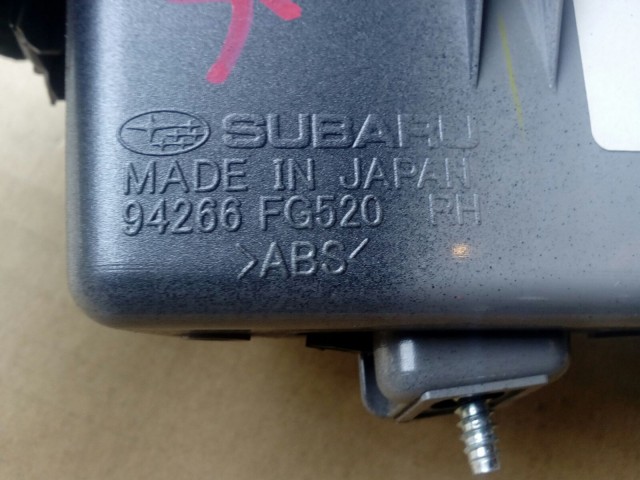 SUBARU
MADE IN JAPAN
94266 FG520 RH
>ABS<